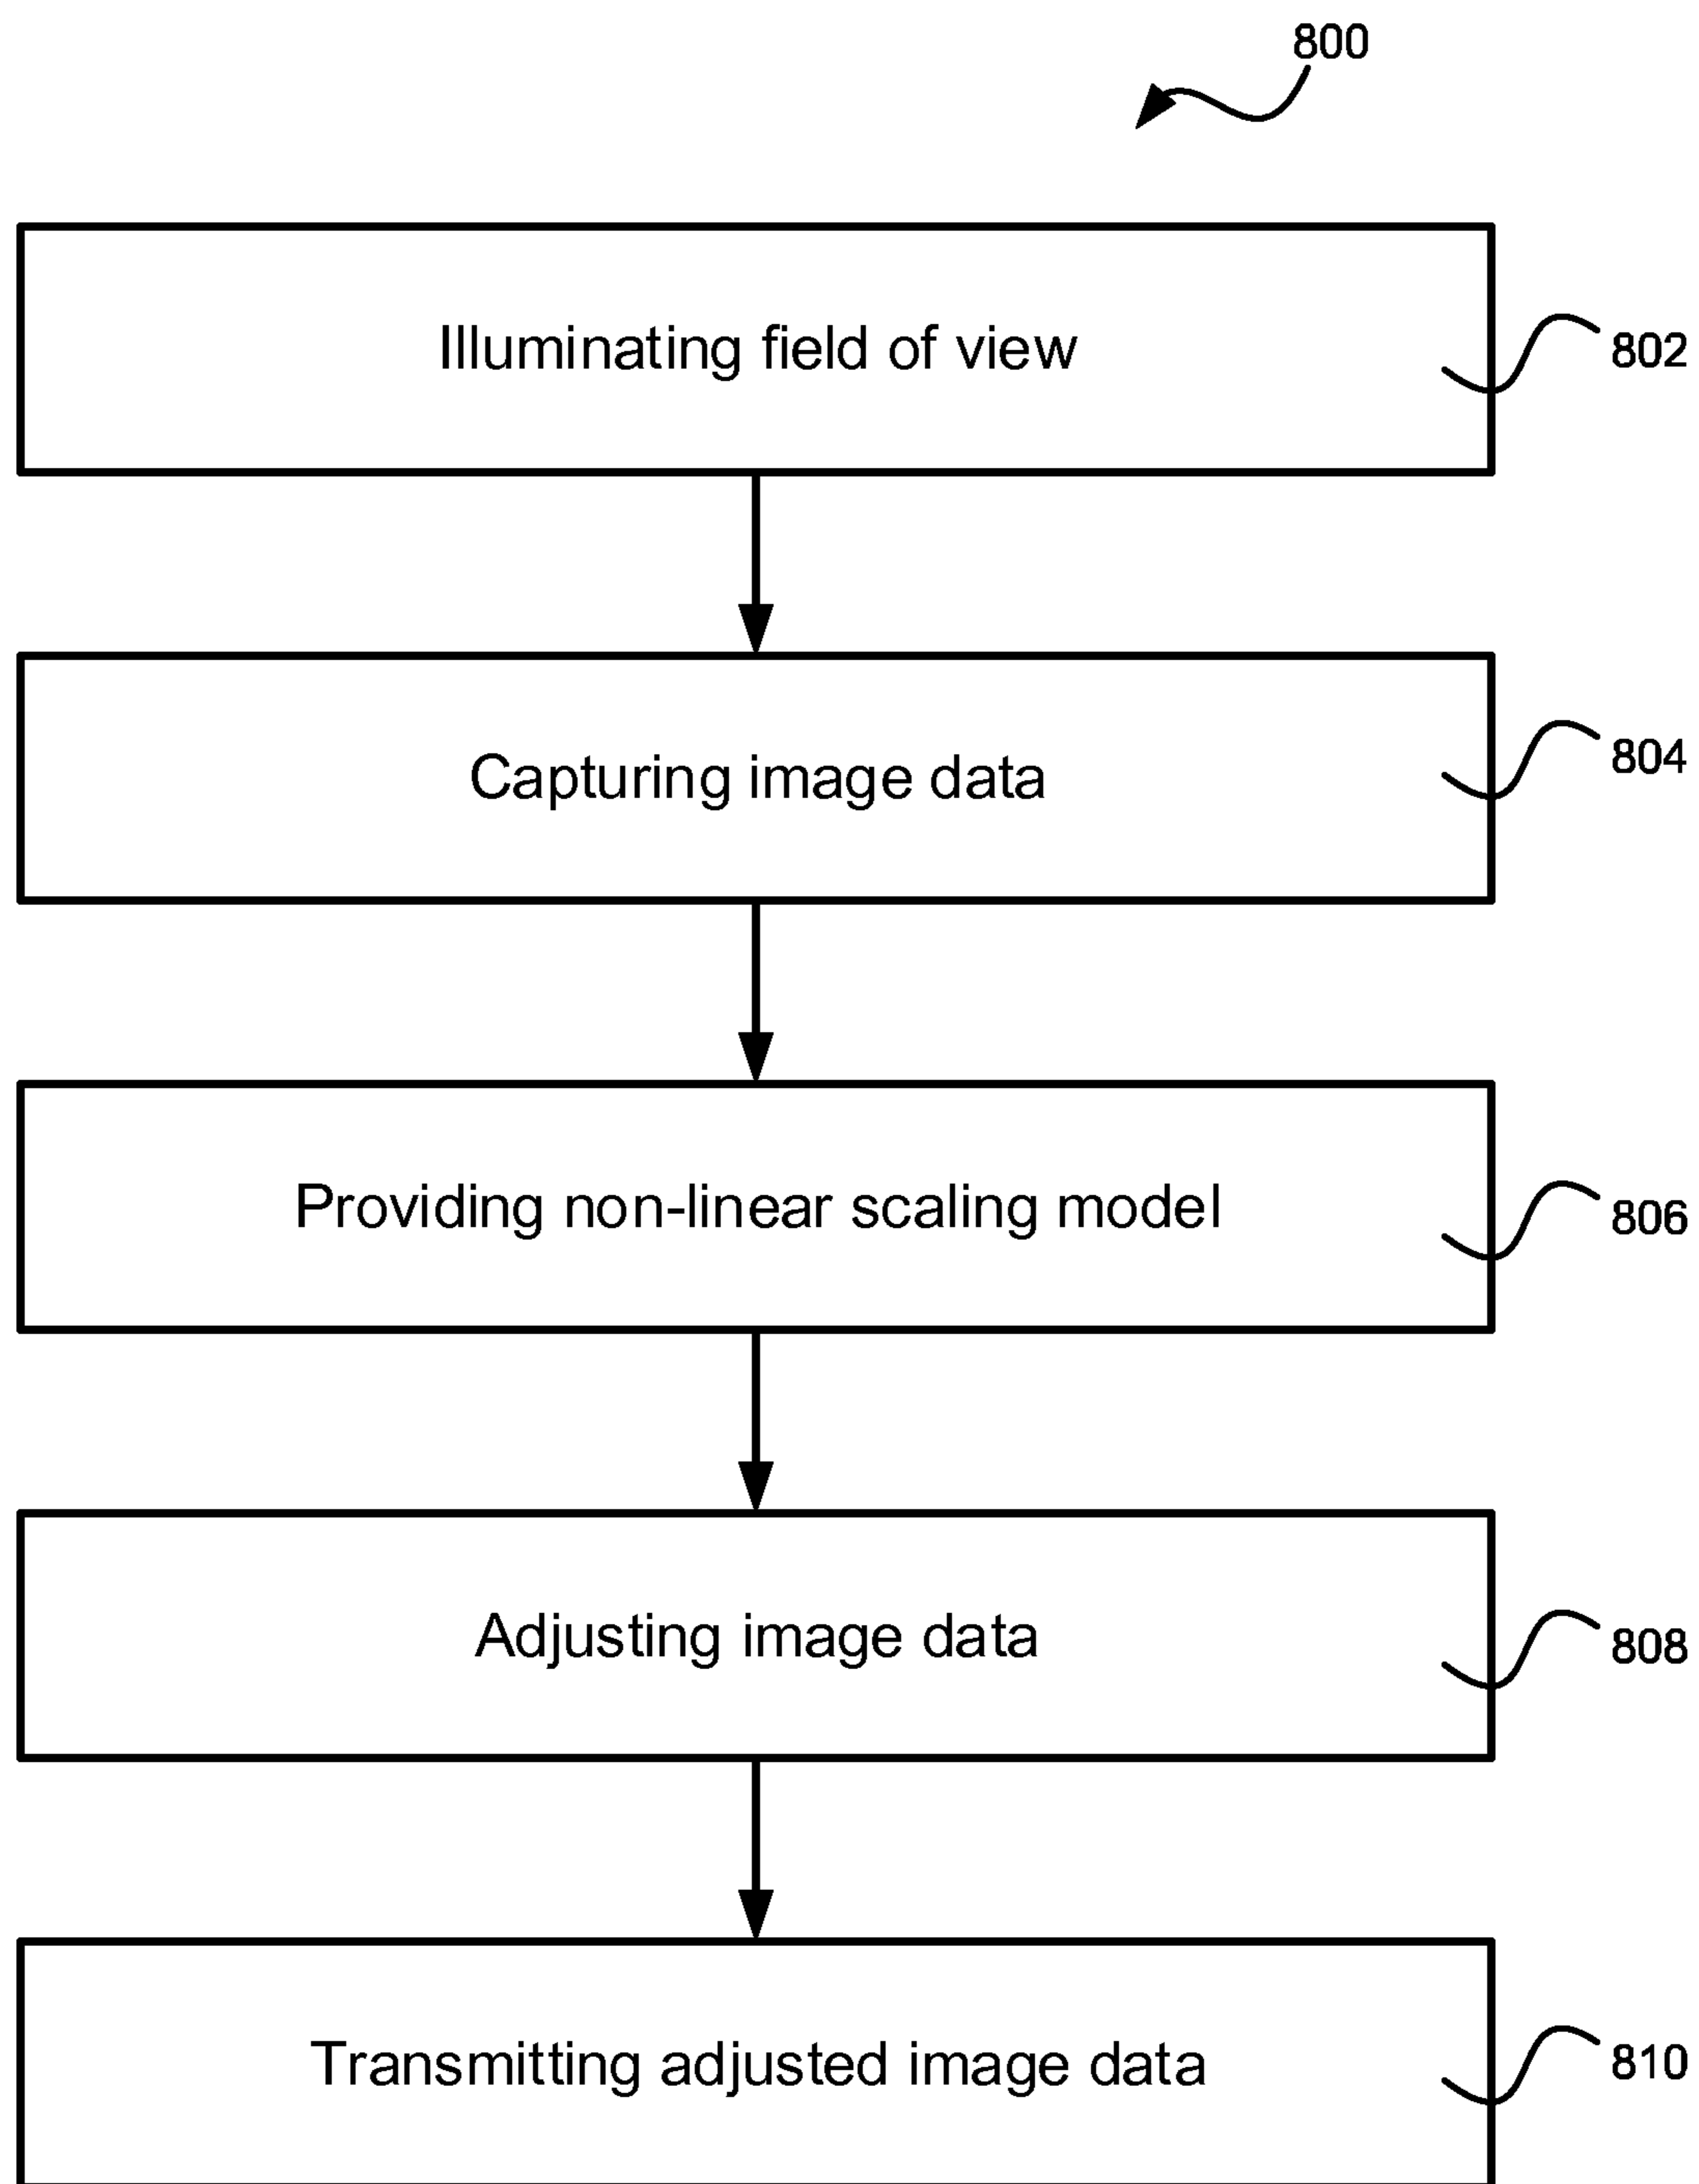 800
Illuminating field of view
802
Capturing image data
804
Providing non-linear scaling model
806
Adjusting image data
808
Transmitting adjusted image data
810